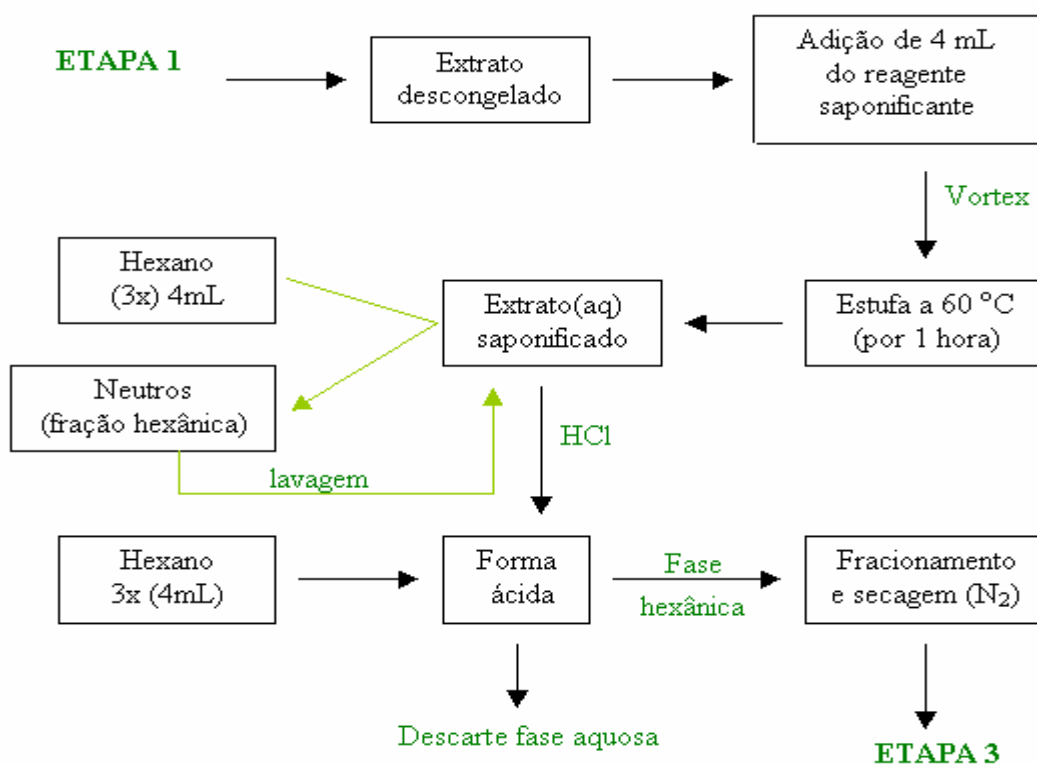 ETAPA 1
Extrato
descongelado
Adição de 4 mL
do reagente
saponificante
Vortex
Hexano
(3x) 4mL
Extrato(aq)
saponificado
Estufa a 60 °C
(por 1 hora)
Neutros
(fração hexânica)
lavagem
HCl
Hexano
3x (4mL)
Forma
ácida
Fase
hexânica
Fracionamento
e secagem (N₂)
Descarte fase aquosa
ETAPA 3